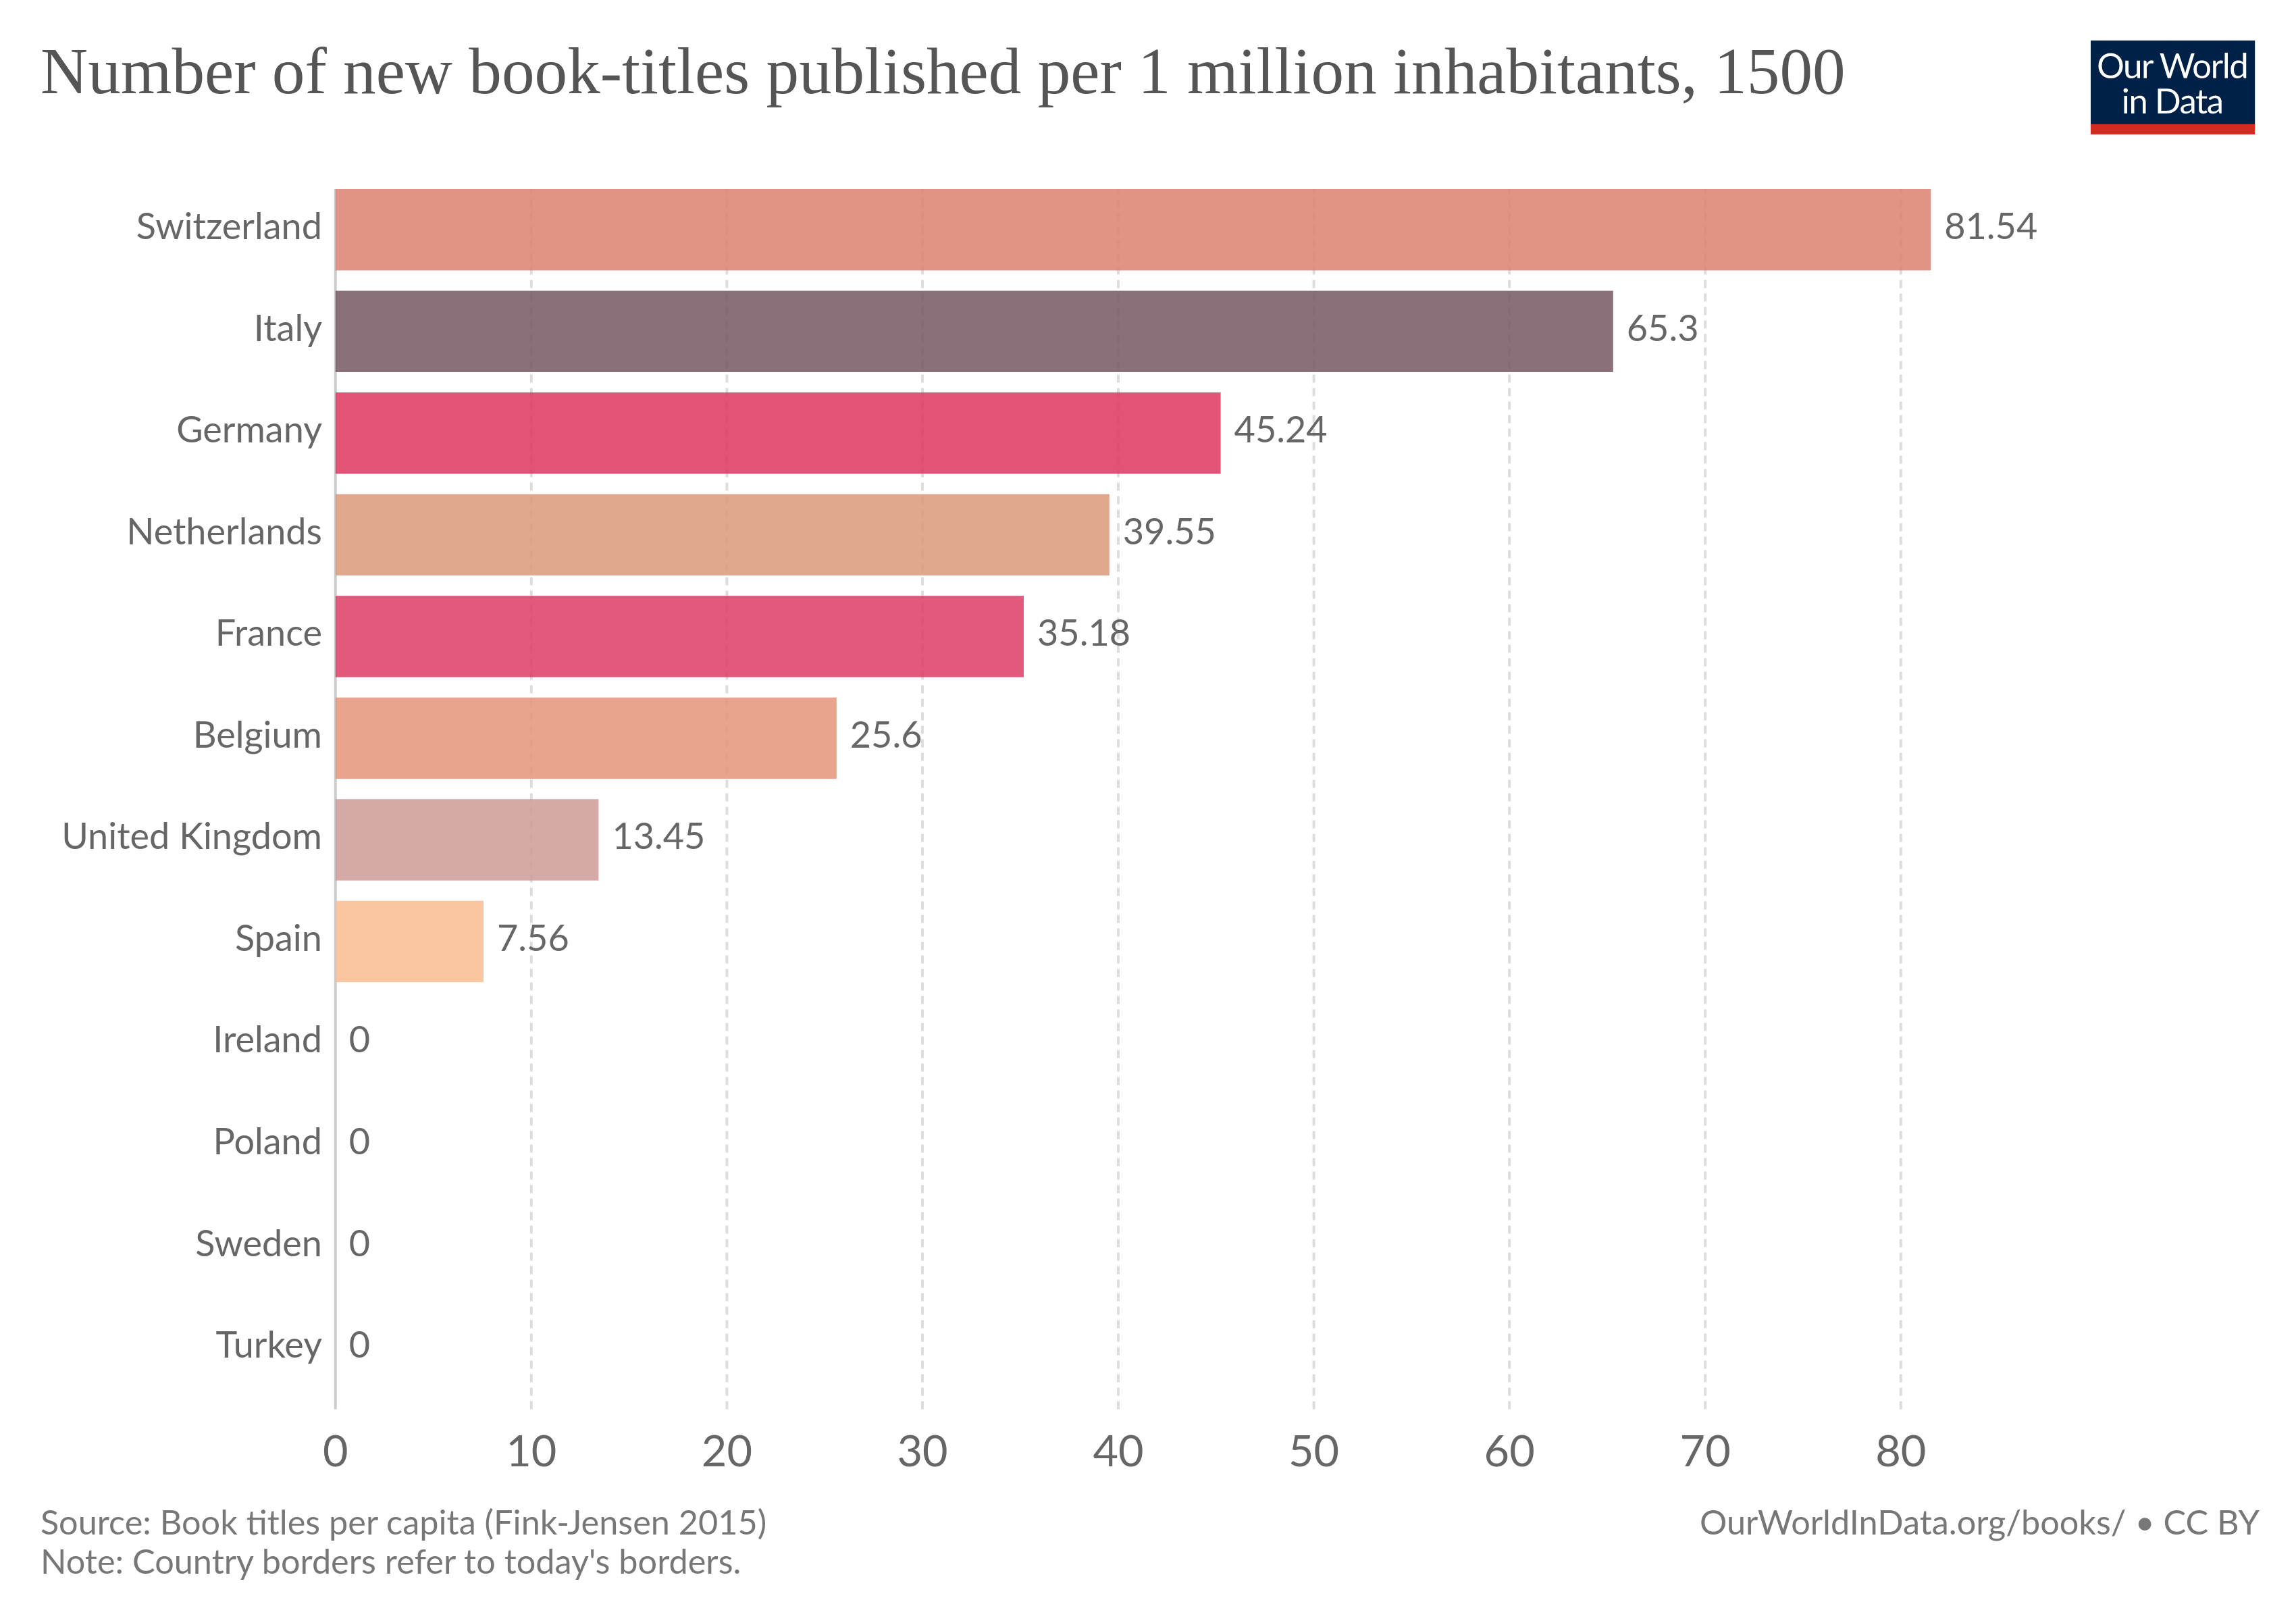 Number of new book-titles published per 1 million inhabitants, 1500
Our World
in Data
Switzerland 81.54
Italy 65.3
Germany 45.24
Netherlands 39.55
France 35.18
Belgium 25.6
United Kingdom 13.45
Spain 7.56
Ireland 0
Poland 0
Sweden 0
Turkey 0
0 10 20 30 40 50 60 70 80
Source: Book titles per capita (Fink-Jensen 2015)
Note: Country borders refer to today's borders.
OurWorldInData.org/books/ • CC BY